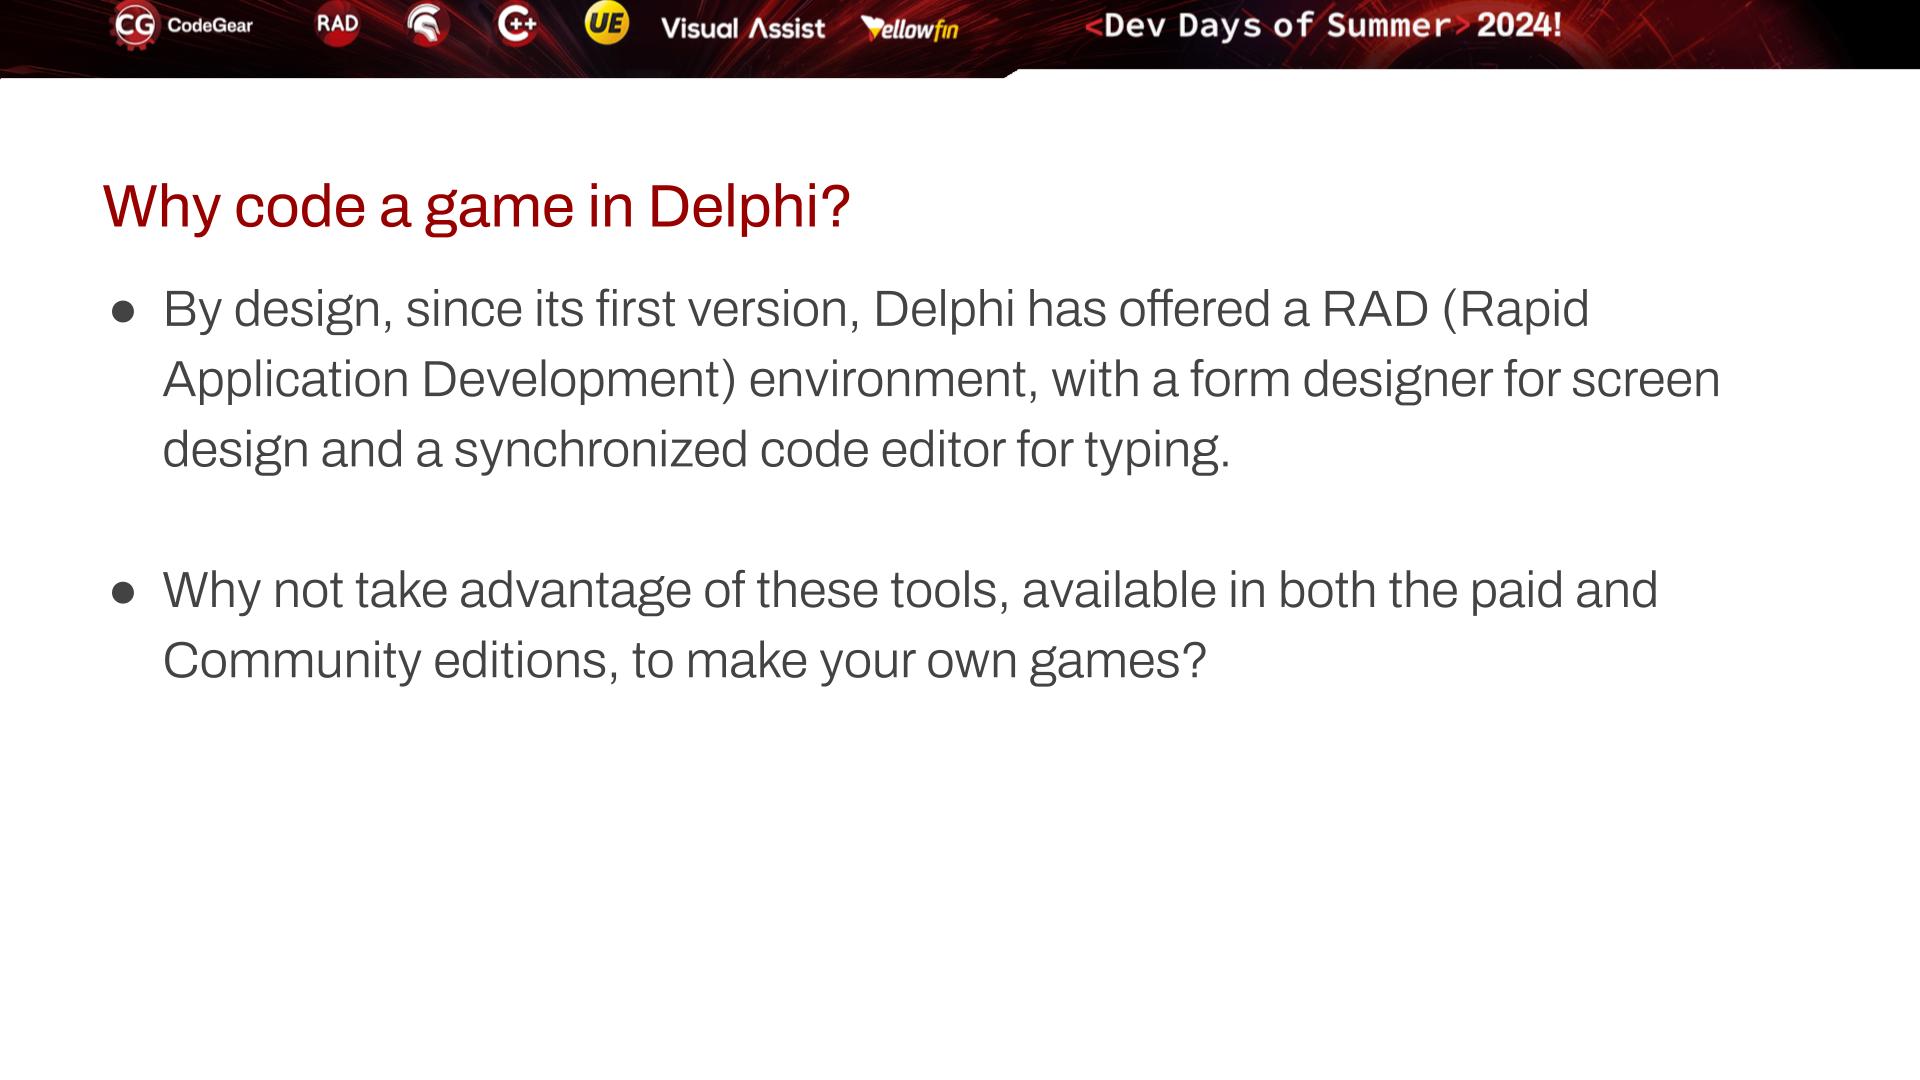 CG CodeGear RAD C++ UE Visual Assist Yellowfin <Dev Days of Summer> 2024!
Why code a game in Delphi?
● By design, since its first version, Delphi has offered a RAD (Rapid
Application Development) environment, with a form designer for screen
design and a synchronized code editor for typing.
● Why not take advantage of these tools, available in both the paid and
Community editions, to make your own games?